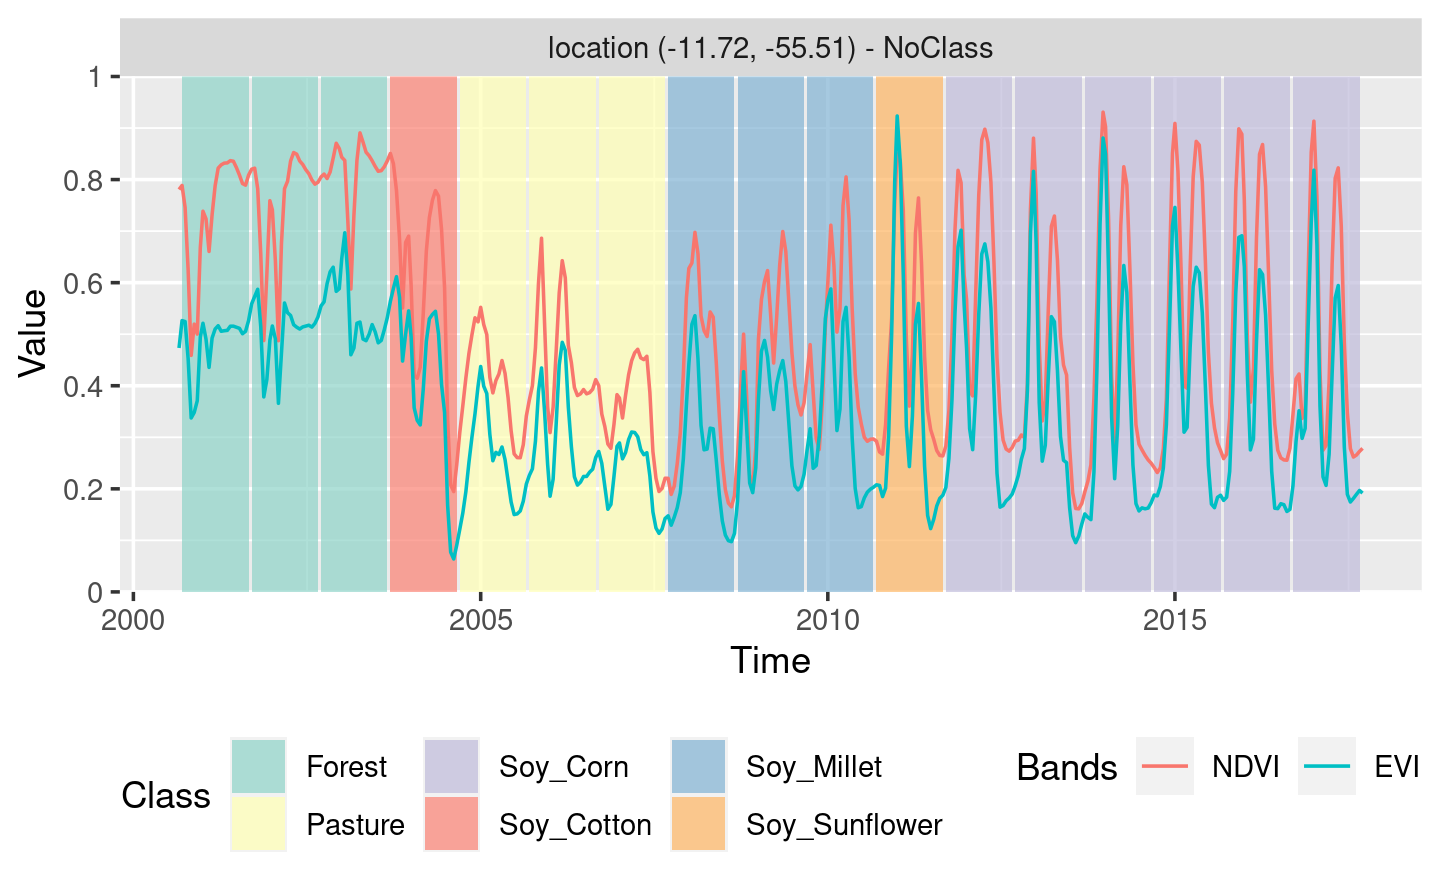 location (-11.72, -55.51) - NoClass
1
0.8
0.6
0.4
0.2
0
Value
2000 2005 2010 2015
Time
Class
Forest Soy_Corn Soy_Millet
Pasture Soy_Cotton Soy_Sunflower
Bands NDVI EVI